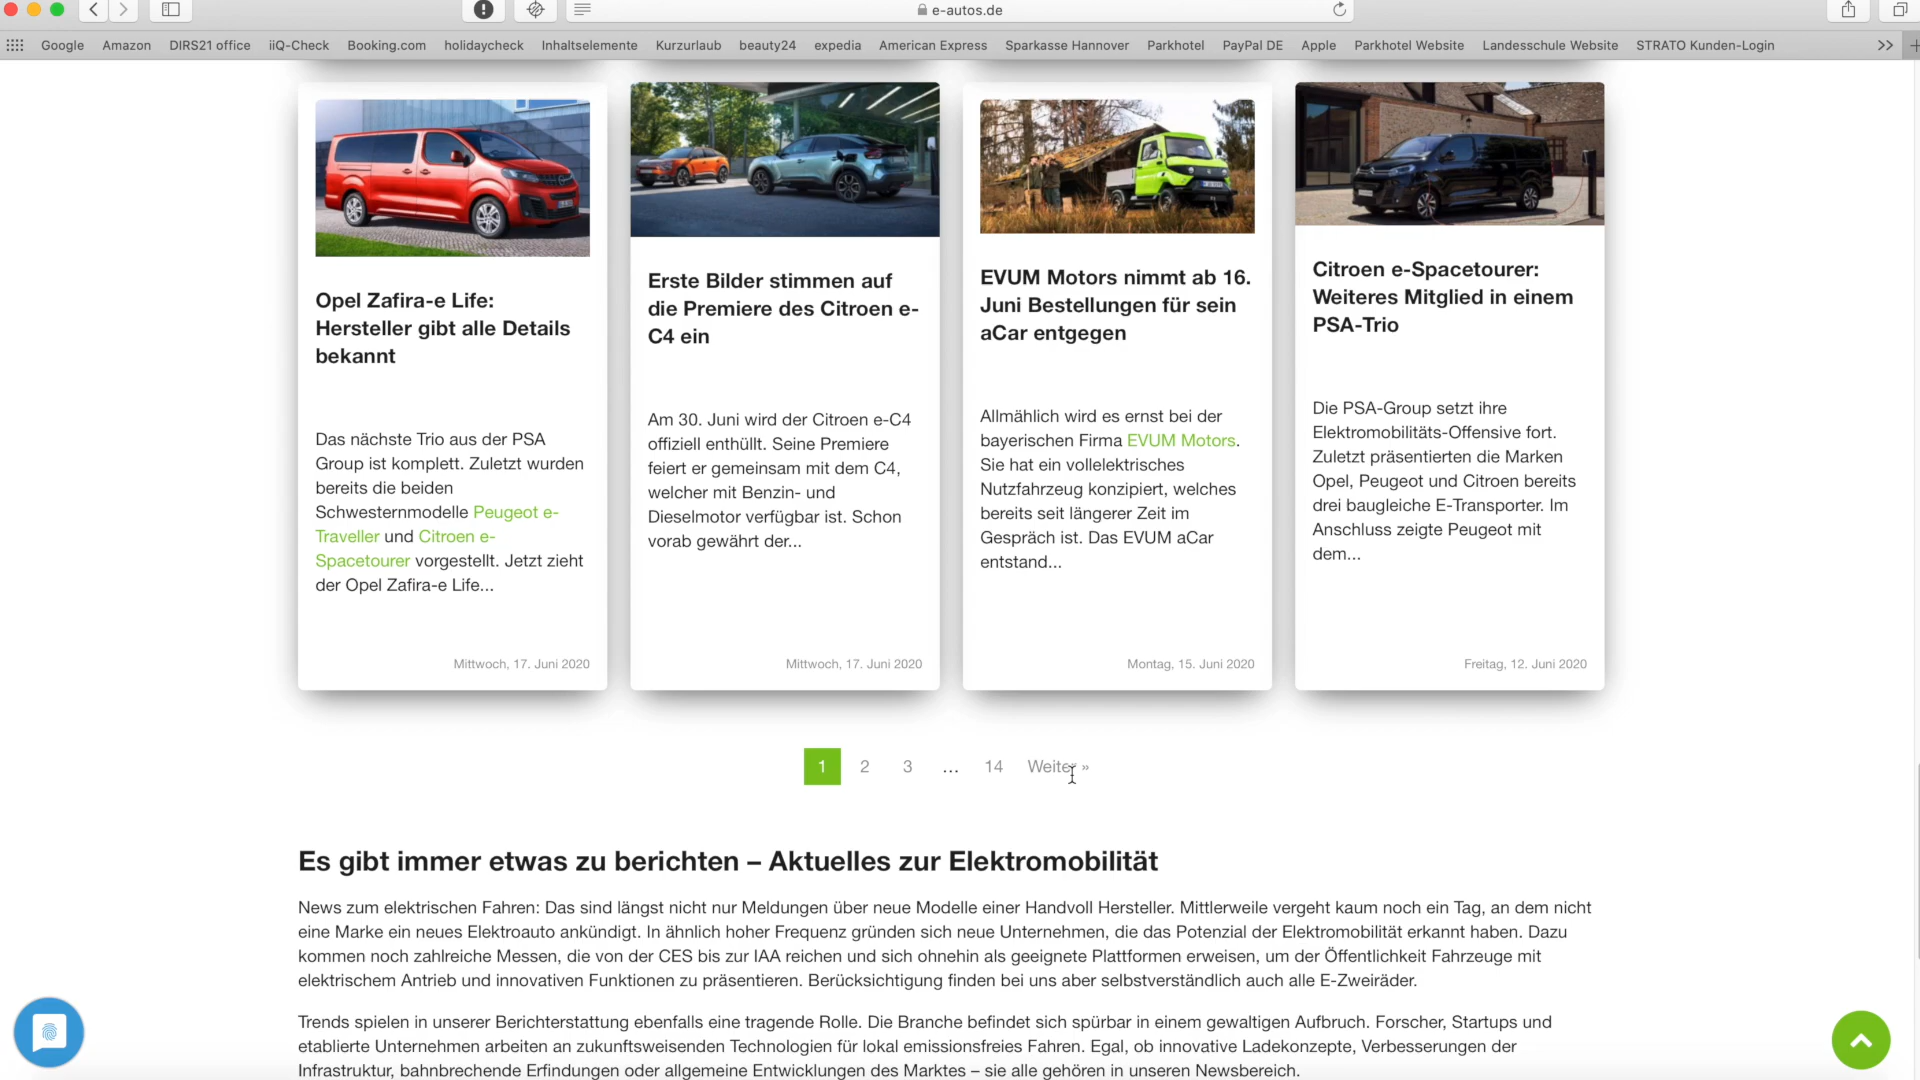 e-autos.de
Google Amazon DIRS21 office iiQ-Check Booking.com holidaycheck Inhaltselemente Kurzurlaub beauty24 expedia American Express Sparkasse Hannover Parkhotel PayPal DE Apple Parkhotel Website Landesschule Website STRATO Kunden-Login
Opel Zafira-e Life:
Hersteller gibt alle Details
bekannt
Das nächste Trio aus der PSA
Group ist komplett. Zuletzt wurden
bereits die beiden
Schwesternmodelle Peugeot e-
Traveller und Citroen e-
Spacetourer vorgestellt. Jetzt zieht
der Opel Zafira-e Life...
Mittwoch, 17. Juni 2020
Erste Bilder stimmen auf
die Premiere des Citroen e-
C4 ein
Am 30. Juni wird der Citroen e-C4
offiziell enthüllt. Seine Premiere
feiert er gemeinsam mit dem C4,
welcher mit Benzin- und
Dieselmotor verfügbar ist. Schon
vorab gewährt der...
Mittwoch, 17. Juni 2020
EVUM Motors nimmt ab 16.
Juni Bestellungen für sein
aCar entgegen
Allmählich wird es ernst bei der
bayerischen Firma EVUM Motors.
Sie hat ein vollelektrisches
Nutzfahrzeug konzipiert, welches
bereits seit längerer Zeit im
Gespräch ist. Das EVUM aCar
entstand...
Montag, 15. Juni 2020
Citroen e-Spacetourer:
Weiteres Mitglied in einem
PSA-Trio
Die PSA-Group setzt ihre
Elektromobilitäts-Offensive fort.
Zuletzt präsentierten die Marken
Opel, Peugeot und Citroen bereits
drei baugleiche E-Transporter. Im
Anschluss zeigte Peugeot mit
dem...
Freitag, 12. Juni 2020
1 2 3 ... 14 Weiter »
Es gibt immer etwas zu berichten – Aktuelles zur Elektromobilität
News zum elektrischen Fahren: Das sind längst nicht nur Meldungen über neue Modelle einer Handvoll Hersteller. Mittlerweile vergeht kaum noch ein Tag, an dem nicht
eine Marke ein neues Elektroauto ankündigt. In ähnlich hoher Frequenz gründen sich neue Unternehmen, die das Potenzial der Elektromobilität erkannt haben. Dazu
kommen noch zahlreiche Messen, die von der CES bis zur IAA reichen und sich ohnehin als geeignete Plattformen erweisen, um der Öffentlichkeit Fahrzeuge mit
elektrischem Antrieb und innovativen Funktionen zu präsentieren. Berücksichtigung finden bei uns aber selbstverständlich auch alle E-Zweiräder.
Trends spielen in unserer Berichterstattung ebenfalls eine tragende Rolle. Die Branche befindet sich spürbar in einem gewaltigen Aufbruch. Forscher, Startups und
etablierte Unternehmen arbeiten an zukunftsweisenden Technologien für lokal emissionsfreies Fahren. Egal, ob innovative Ladekonzepte, Verbesserungen der
Infrastruktur, bahnbrechende Erfindungen oder allgemeine Entwicklungen des Marktes – sie alle gehören in unseren Newsbereich.